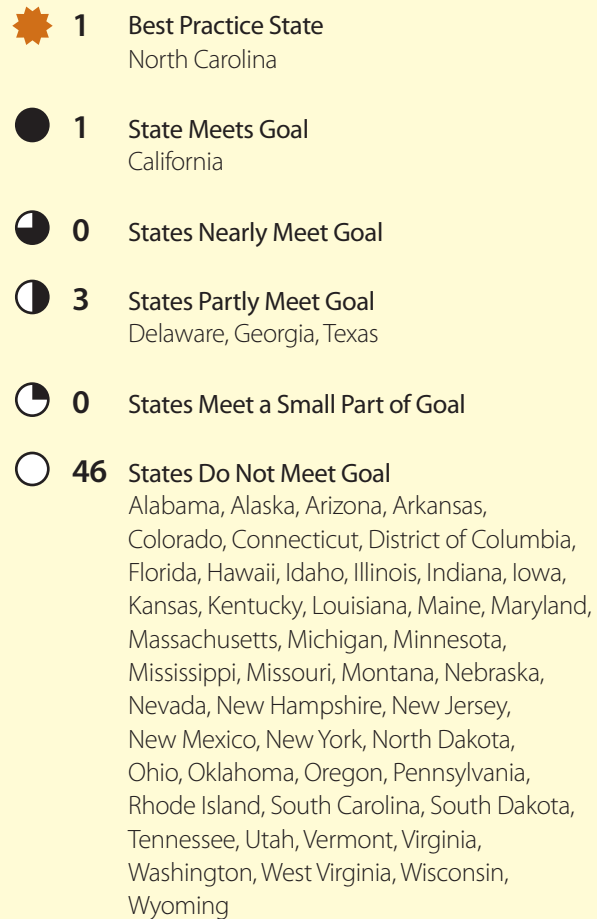 1 Best Practice State
North Carolina
1 State Meets Goal
California
0 States Nearly Meet Goal
3 States Partly Meet Goal
Delaware, Georgia, Texas
0 States Meet a Small Part of Goal
46 States Do Not Meet Goal
Alabama, Alaska, Arizona, Arkansas,
Colorado, Connecticut, District of Columbia,
Florida, Hawaii, Idaho, Illinois, Indiana, Iowa,
Kansas, Kentucky, Louisiana, Maine, Maryland,
Massachusetts, Michigan, Minnesota,
Mississippi, Missouri, Montana, Nebraska,
Nevada, New Hampshire, New Jersey,
New Mexico, New York, North Dakota,
Ohio, Oklahoma, Oregon, Pennsylvania,
Rhode Island, South Carolina, South Dakota,
Tennessee, Utah, Vermont, Virginia,
Washington, West Virginia, Wisconsin,
Wyoming